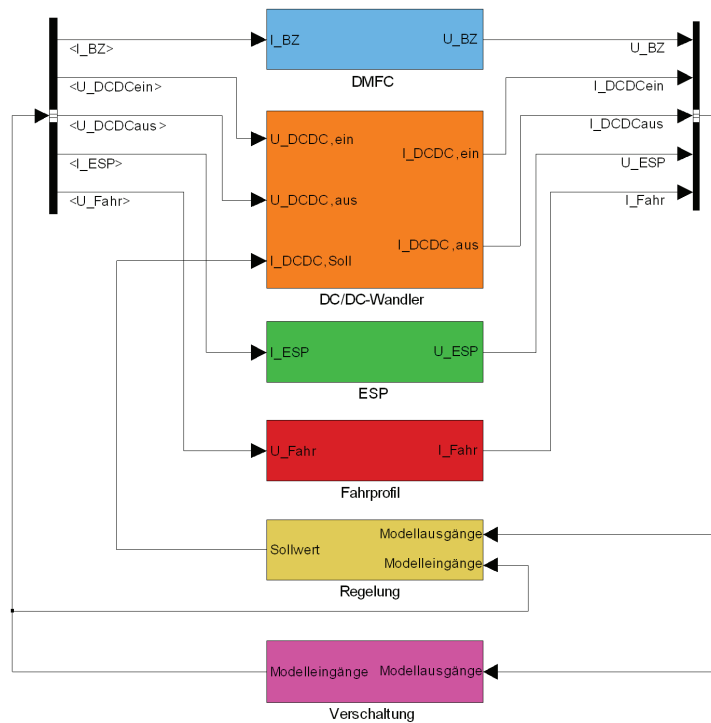 <I_BZ>
<U_DCDCein>
<U_DCDCaus>
<I_ESP>
<U_Fahr>
I_BZ
U_BZ
DMFC
U_DCDC,ein
U_DCDC,aus
I_DCDC,Soll
I_DCDC,ein
I_DCDC,aus
DC/DC-Wandler
I_ESP
U_ESP
ESP
U_Fahr
I_Fahr
Fahrprofil
Sollwert
Modellausgänge
Modelleingänge
Regelung
Modelleingänge
Modellausgänge
Verschaltung
U_BZ
I_DCDCein
I_DCDCaus
U_ESP
I_Fahr